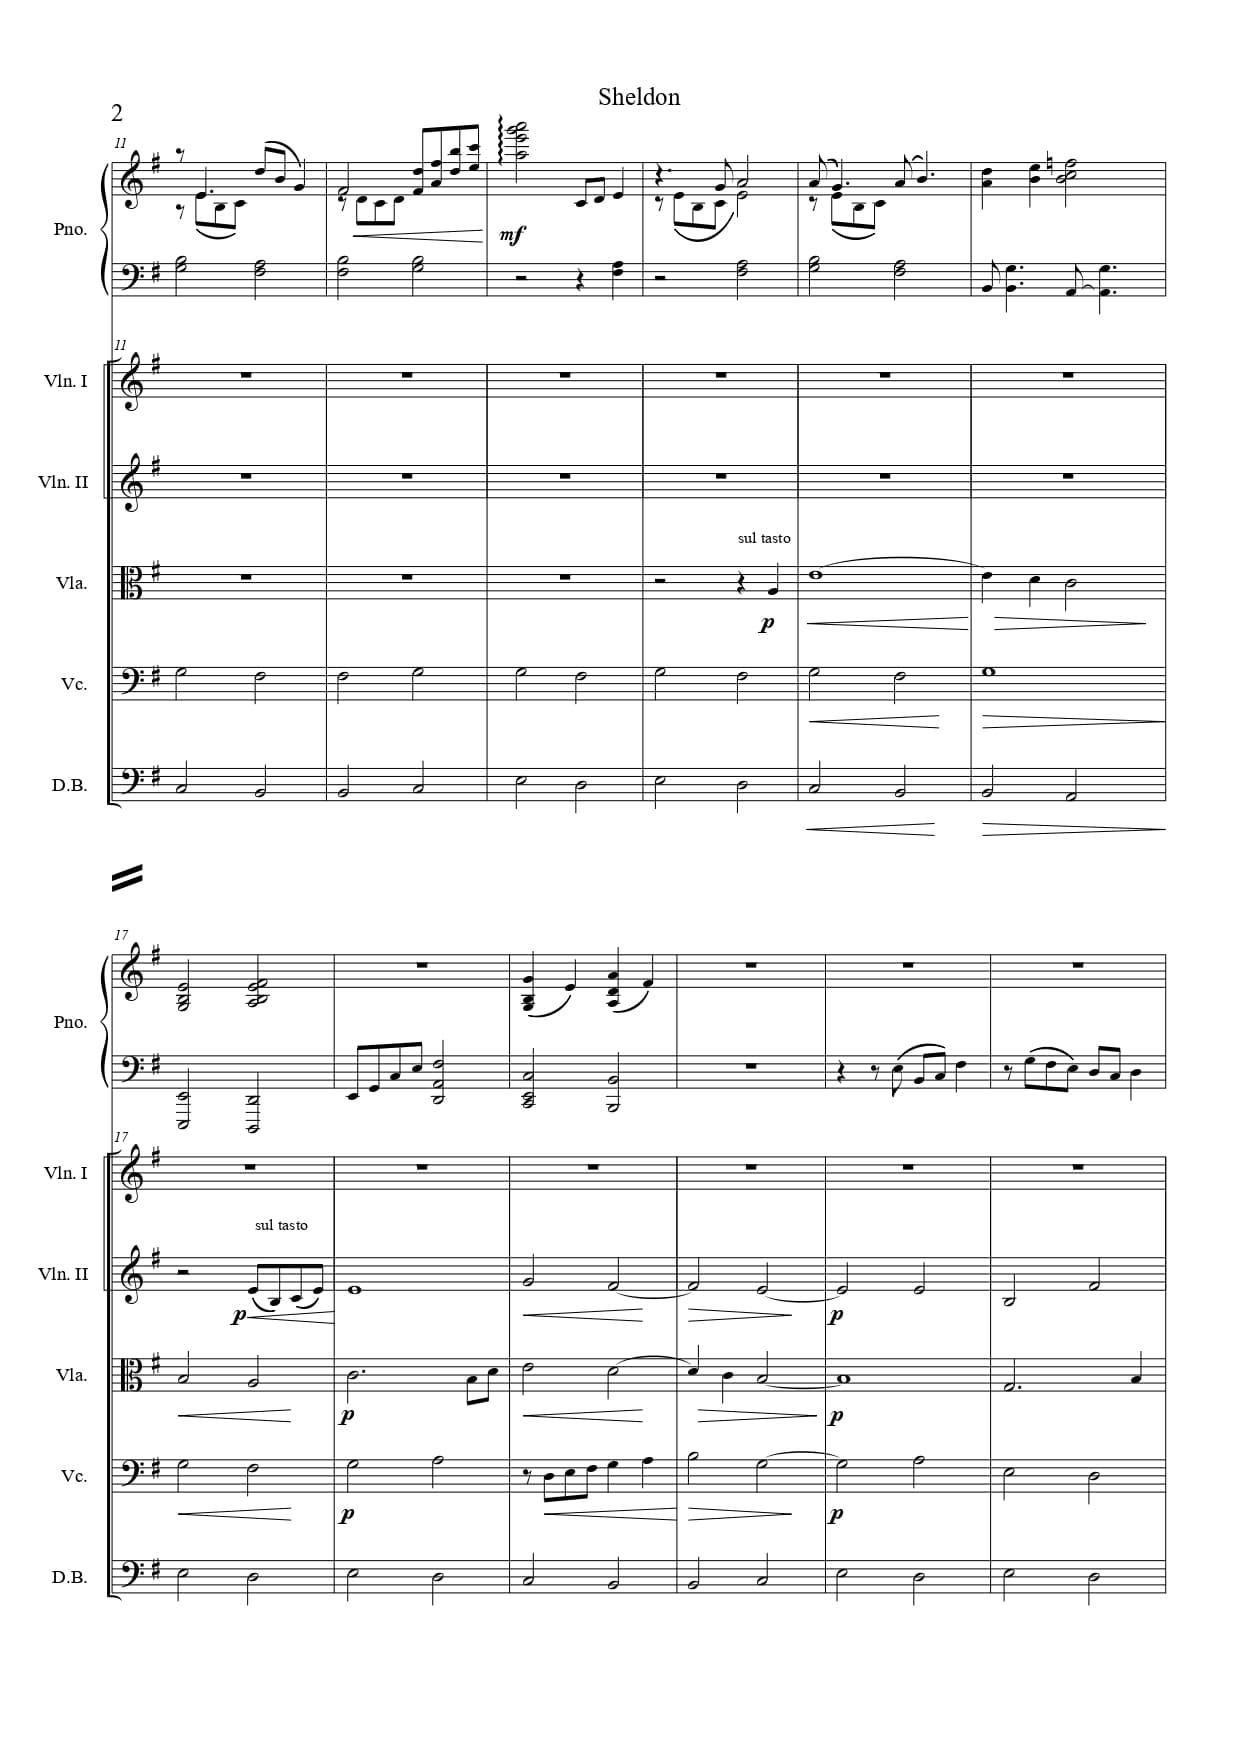 Sheldon
2
11
Pno.
mf
11
Vln. I
Vln. II
sul tasto
Vla.
p
Vc.
D.B.
17
Pno.
17
Vln. I
sul tasto
Vln. II
p p
Vla.
p p
Vc.
p p
D.B.